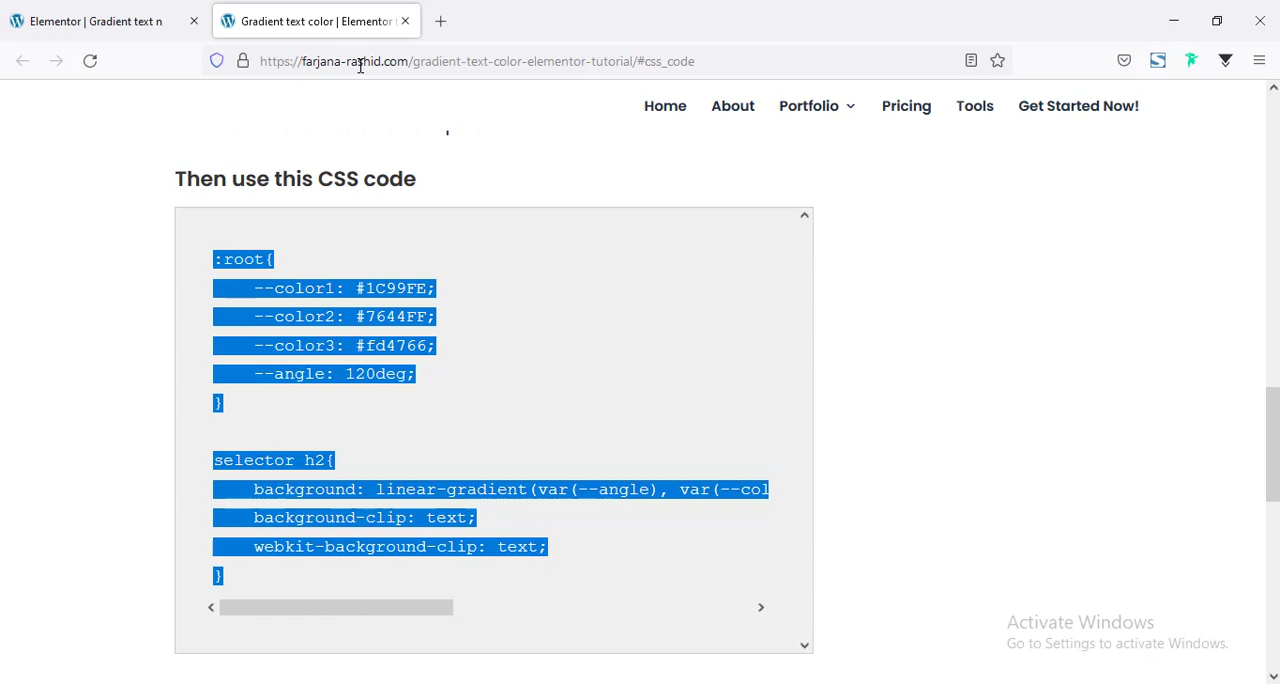 Elementor | Gradient text n
Gradient text color | Elementor t
https://farjana-rashid.com/gradient-text-color-elementor-tutorial/#css_code
Home About Portfolio Pricing Tools Get Started Now!
Then use this CSS code
:root{
--color1: #1C99FE;
--color2: #7644FF;
--color3: #fd4766;
--angle: 120deg;
}
selector h2{
background: linear-gradient(var(--angle), var(--col
background-clip: text;
webkit-background-clip: text;
}
Activate Windows
Go to Settings to activate Windows.